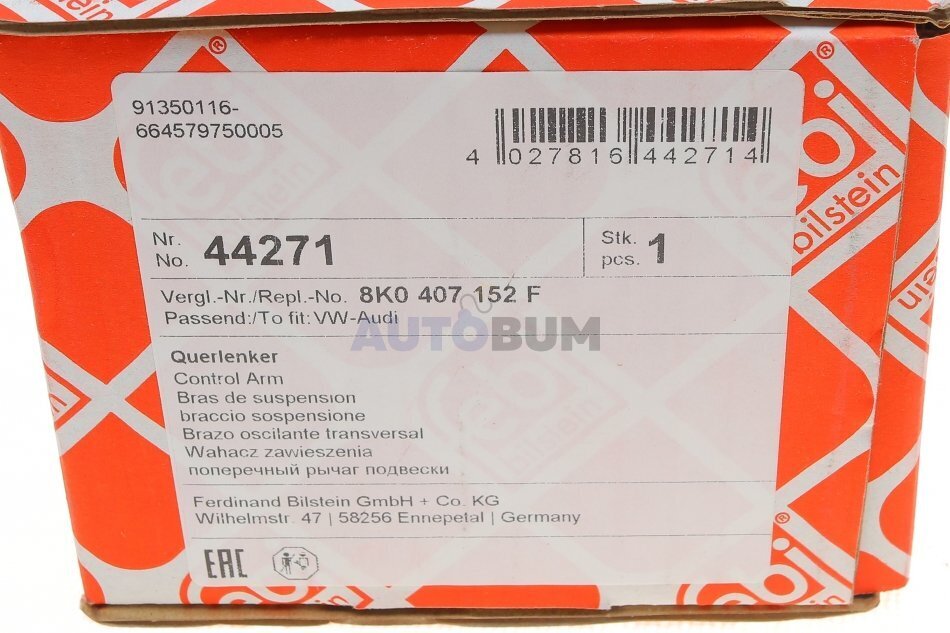 91350116-
664579750005
4 027816 442714
Nr.
No. 44271
Stk.
pcs. 1
Vergl.-Nr./Repl.-No. 8K0 407 152 F
Passend:/To fit: VW-Audi
AUTOBUM
Querlenker
Control Arm
Bras de suspension
braccio sospensione
Brazo oscilante transversal
Wahacz zawieszenia
поперечный рычаг подвески
Ferdinand Bilstein GmbH + Co. KG
Wilhelmstr. 47 | 58256 Ennepetal | Germany
EAC
febi
bilstein